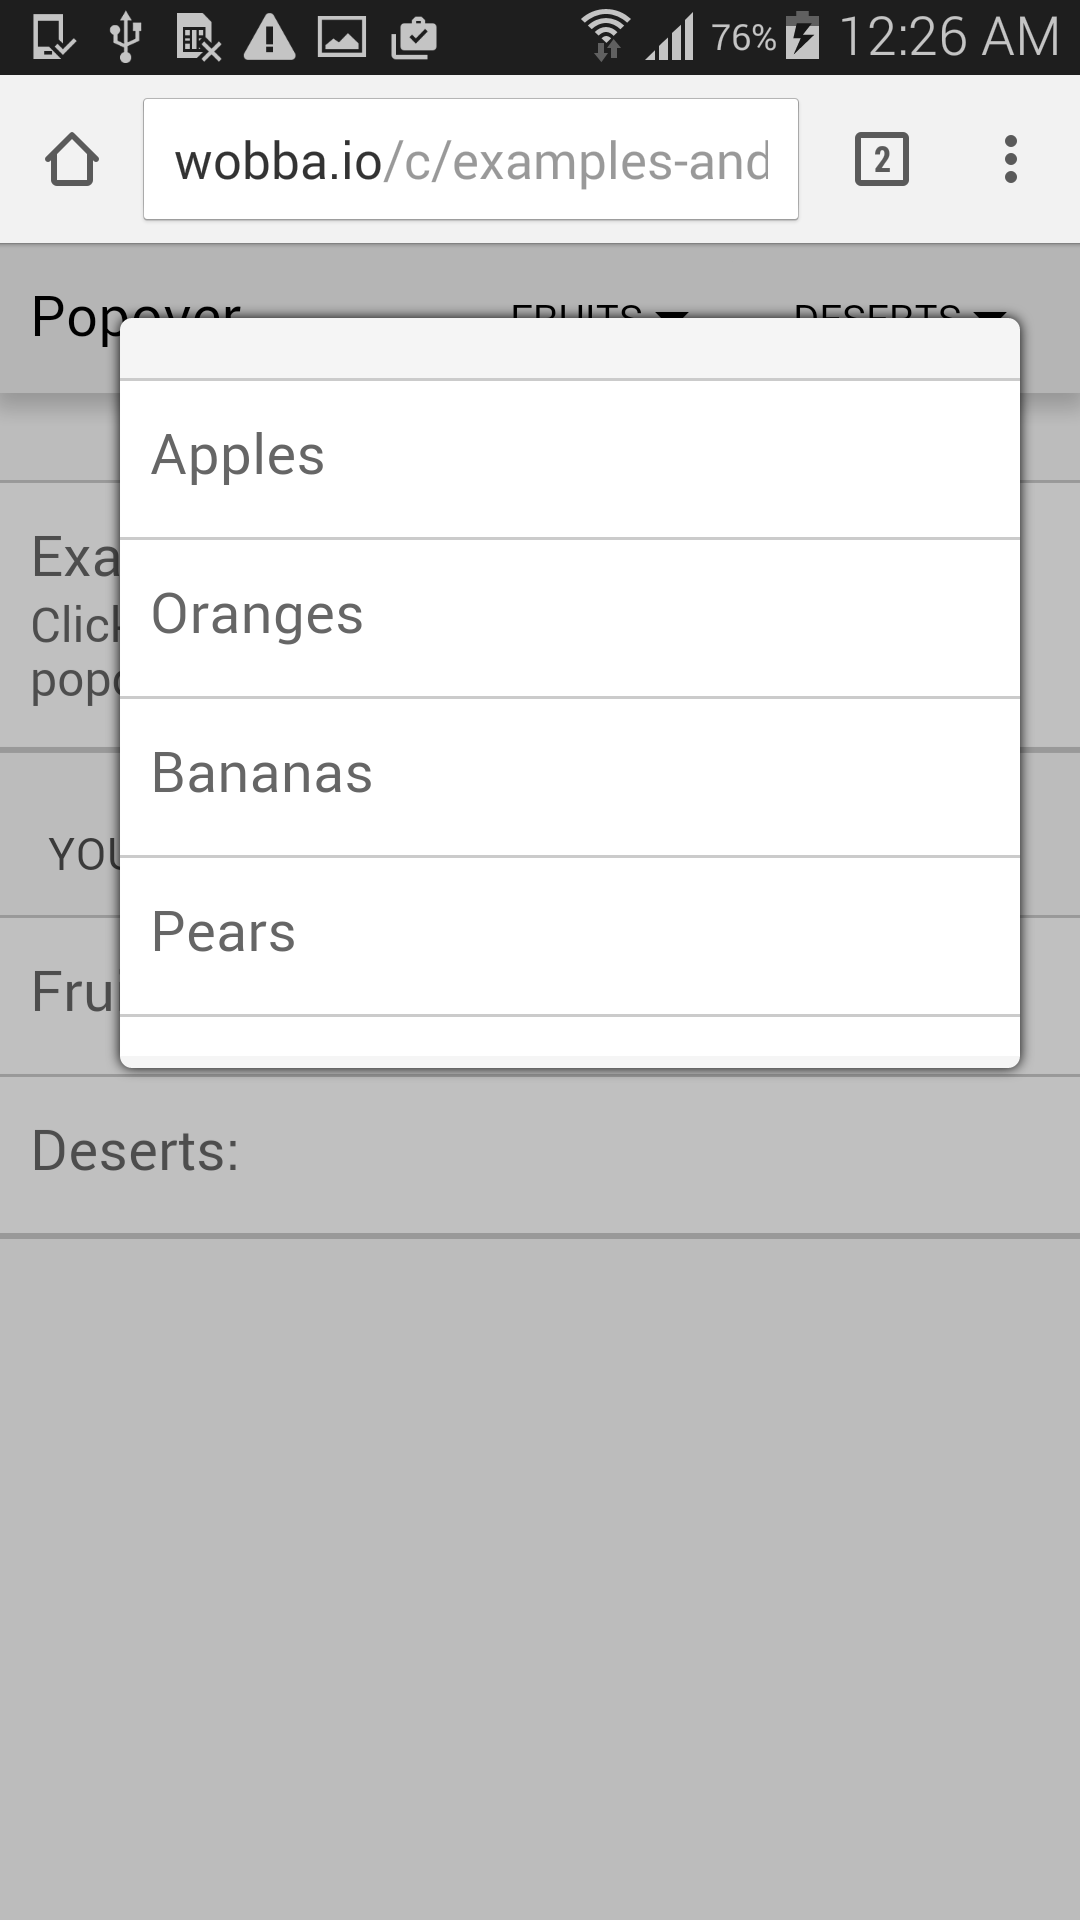 76% 12:26 AM
wobba.io/c/examples-and
2
Popover FRUITS DESERTS
Apples
Exa
Oranges
Click
popo
Bananas
YOU
Pears
Frui
Deserts: